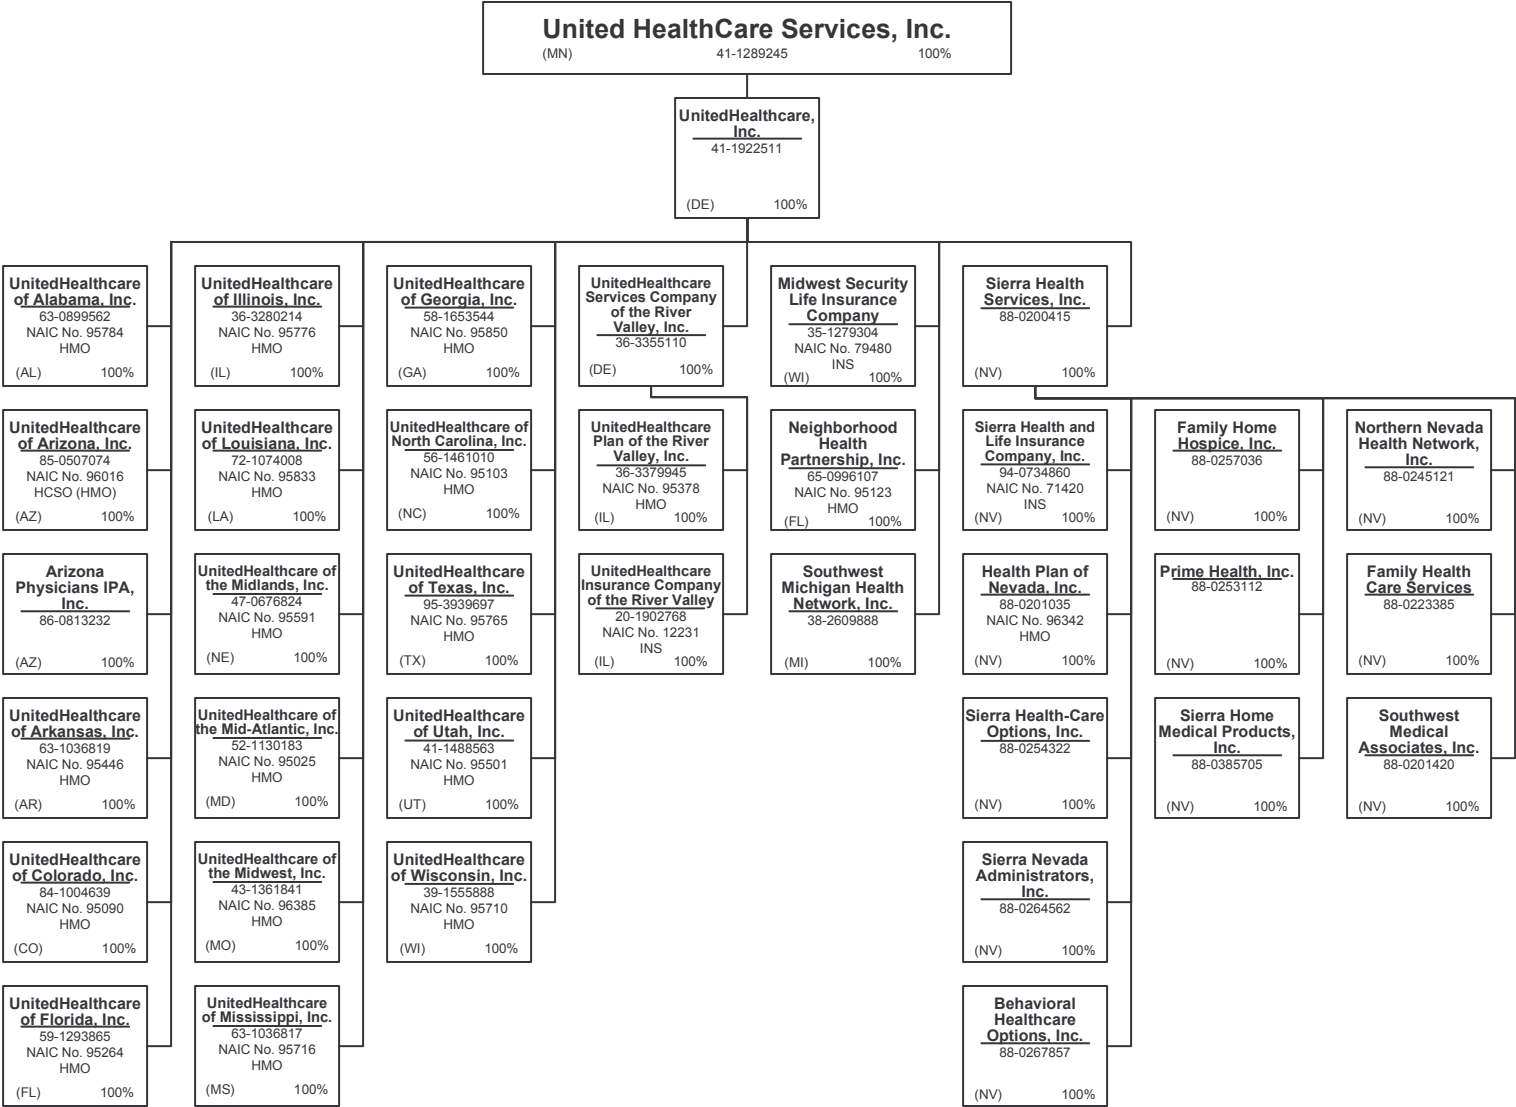 United HealthCare Services, Inc.
(MN) 41-1289245 100%
UnitedHealthcare,
Inc.
41-1922511
(DE) 100%
UnitedHealthcare
of Alabama, Inc.
63-0899562
NAIC No. 95784
HMO
(AL) 100%
UnitedHealthcare
of Arizona, Inc.
85-0507074
NAIC No. 96016
HCSO (HMO)
(AZ) 100%
Arizona
Physicians IPA,
Inc.
86-0813232
(AZ) 100%
UnitedHealthcare
of Arkansas, Inc.
63-1036819
NAIC No. 95446
HMO
(AR) 100%
UnitedHealthcare
of Colorado, Inc.
84-1004639
NAIC No. 95090
HMO
(CO) 100%
UnitedHealthcare
of Florida, Inc.
59-1293865
NAIC No. 95264
HMO
(FL) 100%
UnitedHealthcare
of Illinois, Inc.
36-3280214
NAIC No. 95776
HMO
(IL) 100%
UnitedHealthcare
of Louisiana, Inc.
72-1074008
NAIC No. 95833
HMO
(LA) 100%
UnitedHealthcare of
the Midlands, Inc.
47-0676824
NAIC No. 95591
HMO
(NE) 100%
UnitedHealthcare of
the Mid-Atlantic, Inc.
52-1130183
NAIC No. 95025
HMO
(MD) 100%
UnitedHealthcare of
the Midwest, Inc.
43-1361841
NAIC No. 96385
HMO
(MO) 100%
UnitedHealthcare
of Mississippi, Inc.
63-1036817
NAIC No. 95716
HMO
(MS) 100%
UnitedHealthcare
of Georgia, Inc.
58-1653544
NAIC No. 95850
HMO
(GA) 100%
UnitedHealthcare of
North Carolina, Inc.
56-1461010
NAIC No. 95103
HMO
(NC) 100%
UnitedHealthcare
of Texas, Inc.
95-3939697
NAIC No. 95765
HMO
(TX) 100%
UnitedHealthcare
of Utah, Inc.
41-1488563
NAIC No. 95501
HMO
(UT) 100%
UnitedHealthcare
of Wisconsin, Inc.
39-1555888
NAIC No. 95710
HMO
(WI) 100%
UnitedHealthcare
Services Company
of the River
Valley, Inc.
36-3355110
(DE) 100%
UnitedHealthcare
Plan of the River
Valley, Inc.
36-3379945
NAIC No. 95378
HMO
(IL) 100%
UnitedHealthcare
Insurance Company
of the River Valley
20-1902768
NAIC No. 12231
INS
(IL) 100%
Midwest Security
Life Insurance
Company
35-1279304
NAIC No. 79480
INS
(WI) 100%
Neighborhood
Health
Partnership, Inc.
65-0996107
NAIC No. 95123
HMO
(FL) 100%
Southwest
Michigan Health
Network, Inc.
38-2609888
(MI) 100%
Sierra Health
Services, Inc.
88-0200415
(NV) 100%
Sierra Health and
Life Insurance
Company, Inc.
94-0734860
NAIC No. 71420
INS
(NV) 100%
Health Plan of
Nevada, Inc.
88-0201035
NAIC No. 96342
HMO
(NV) 100%
Sierra Health-Care
Options, Inc.
88-0254322
(NV) 100%
Sierra Nevada
Administrators,
Inc.
88-0264562
(NV) 100%
Behavioral
Healthcare
Options, Inc.
88-0267857
(NV) 100%
Family Home
Hospice, Inc.
88-0257036
(NV) 100%
Prime Health, Inc.
88-0253112
(NV) 100%
Sierra Home
Medical Products,
Inc.
88-0385705
(NV) 100%
Northern Nevada
Health Network,
Inc.
88-0245121
(NV) 100%
Family Health
Care Services
88-0223385
(NV) 100%
Southwest
Medical
Associates, Inc.
88-0201420
(NV) 100%